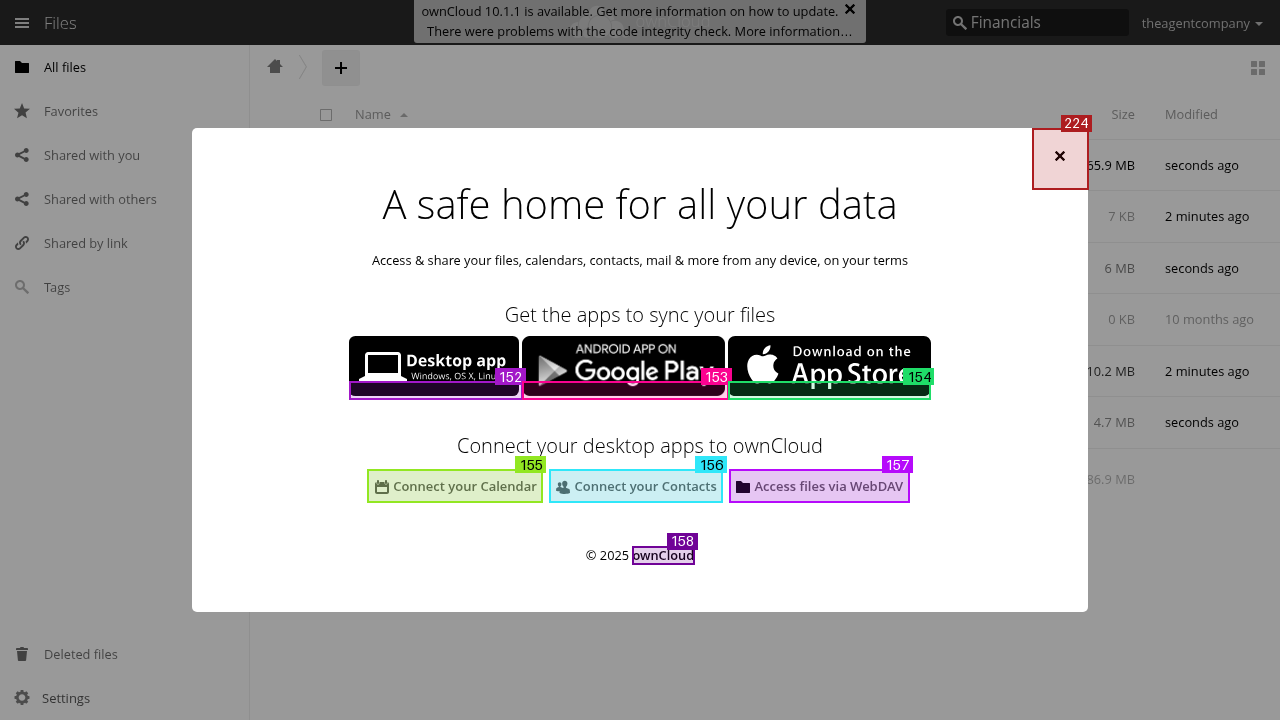 ownCloud 10.1.1 is available. Get more information on how to update.
There were problems with the code integrity check. More information…
Files
Financials
theagentcompany
All files
Favorites
Shared with you
Shared with others
Shared by link
Tags
Deleted files
Settings
+
Name
Size
Modified
seconds ago
7 KB
2 minutes ago
6 MB
seconds ago
0 KB
10 months ago
10.2 MB
2 minutes ago
4.7 MB
seconds ago
224
A safe home for all your data
Access & share your files, calendars, contacts, mail & more from any device, on your terms
Get the apps to sync your files
Desktop app
Windows, OS X,
152
ANDROID APP ON
Google Play
153
Download on the
App Store
154
Connect your desktop apps to ownCloud
155
Connect your Calendar
156
Connect your Contacts
157
Access files via WebDAV
158
© 2025 ownCloud